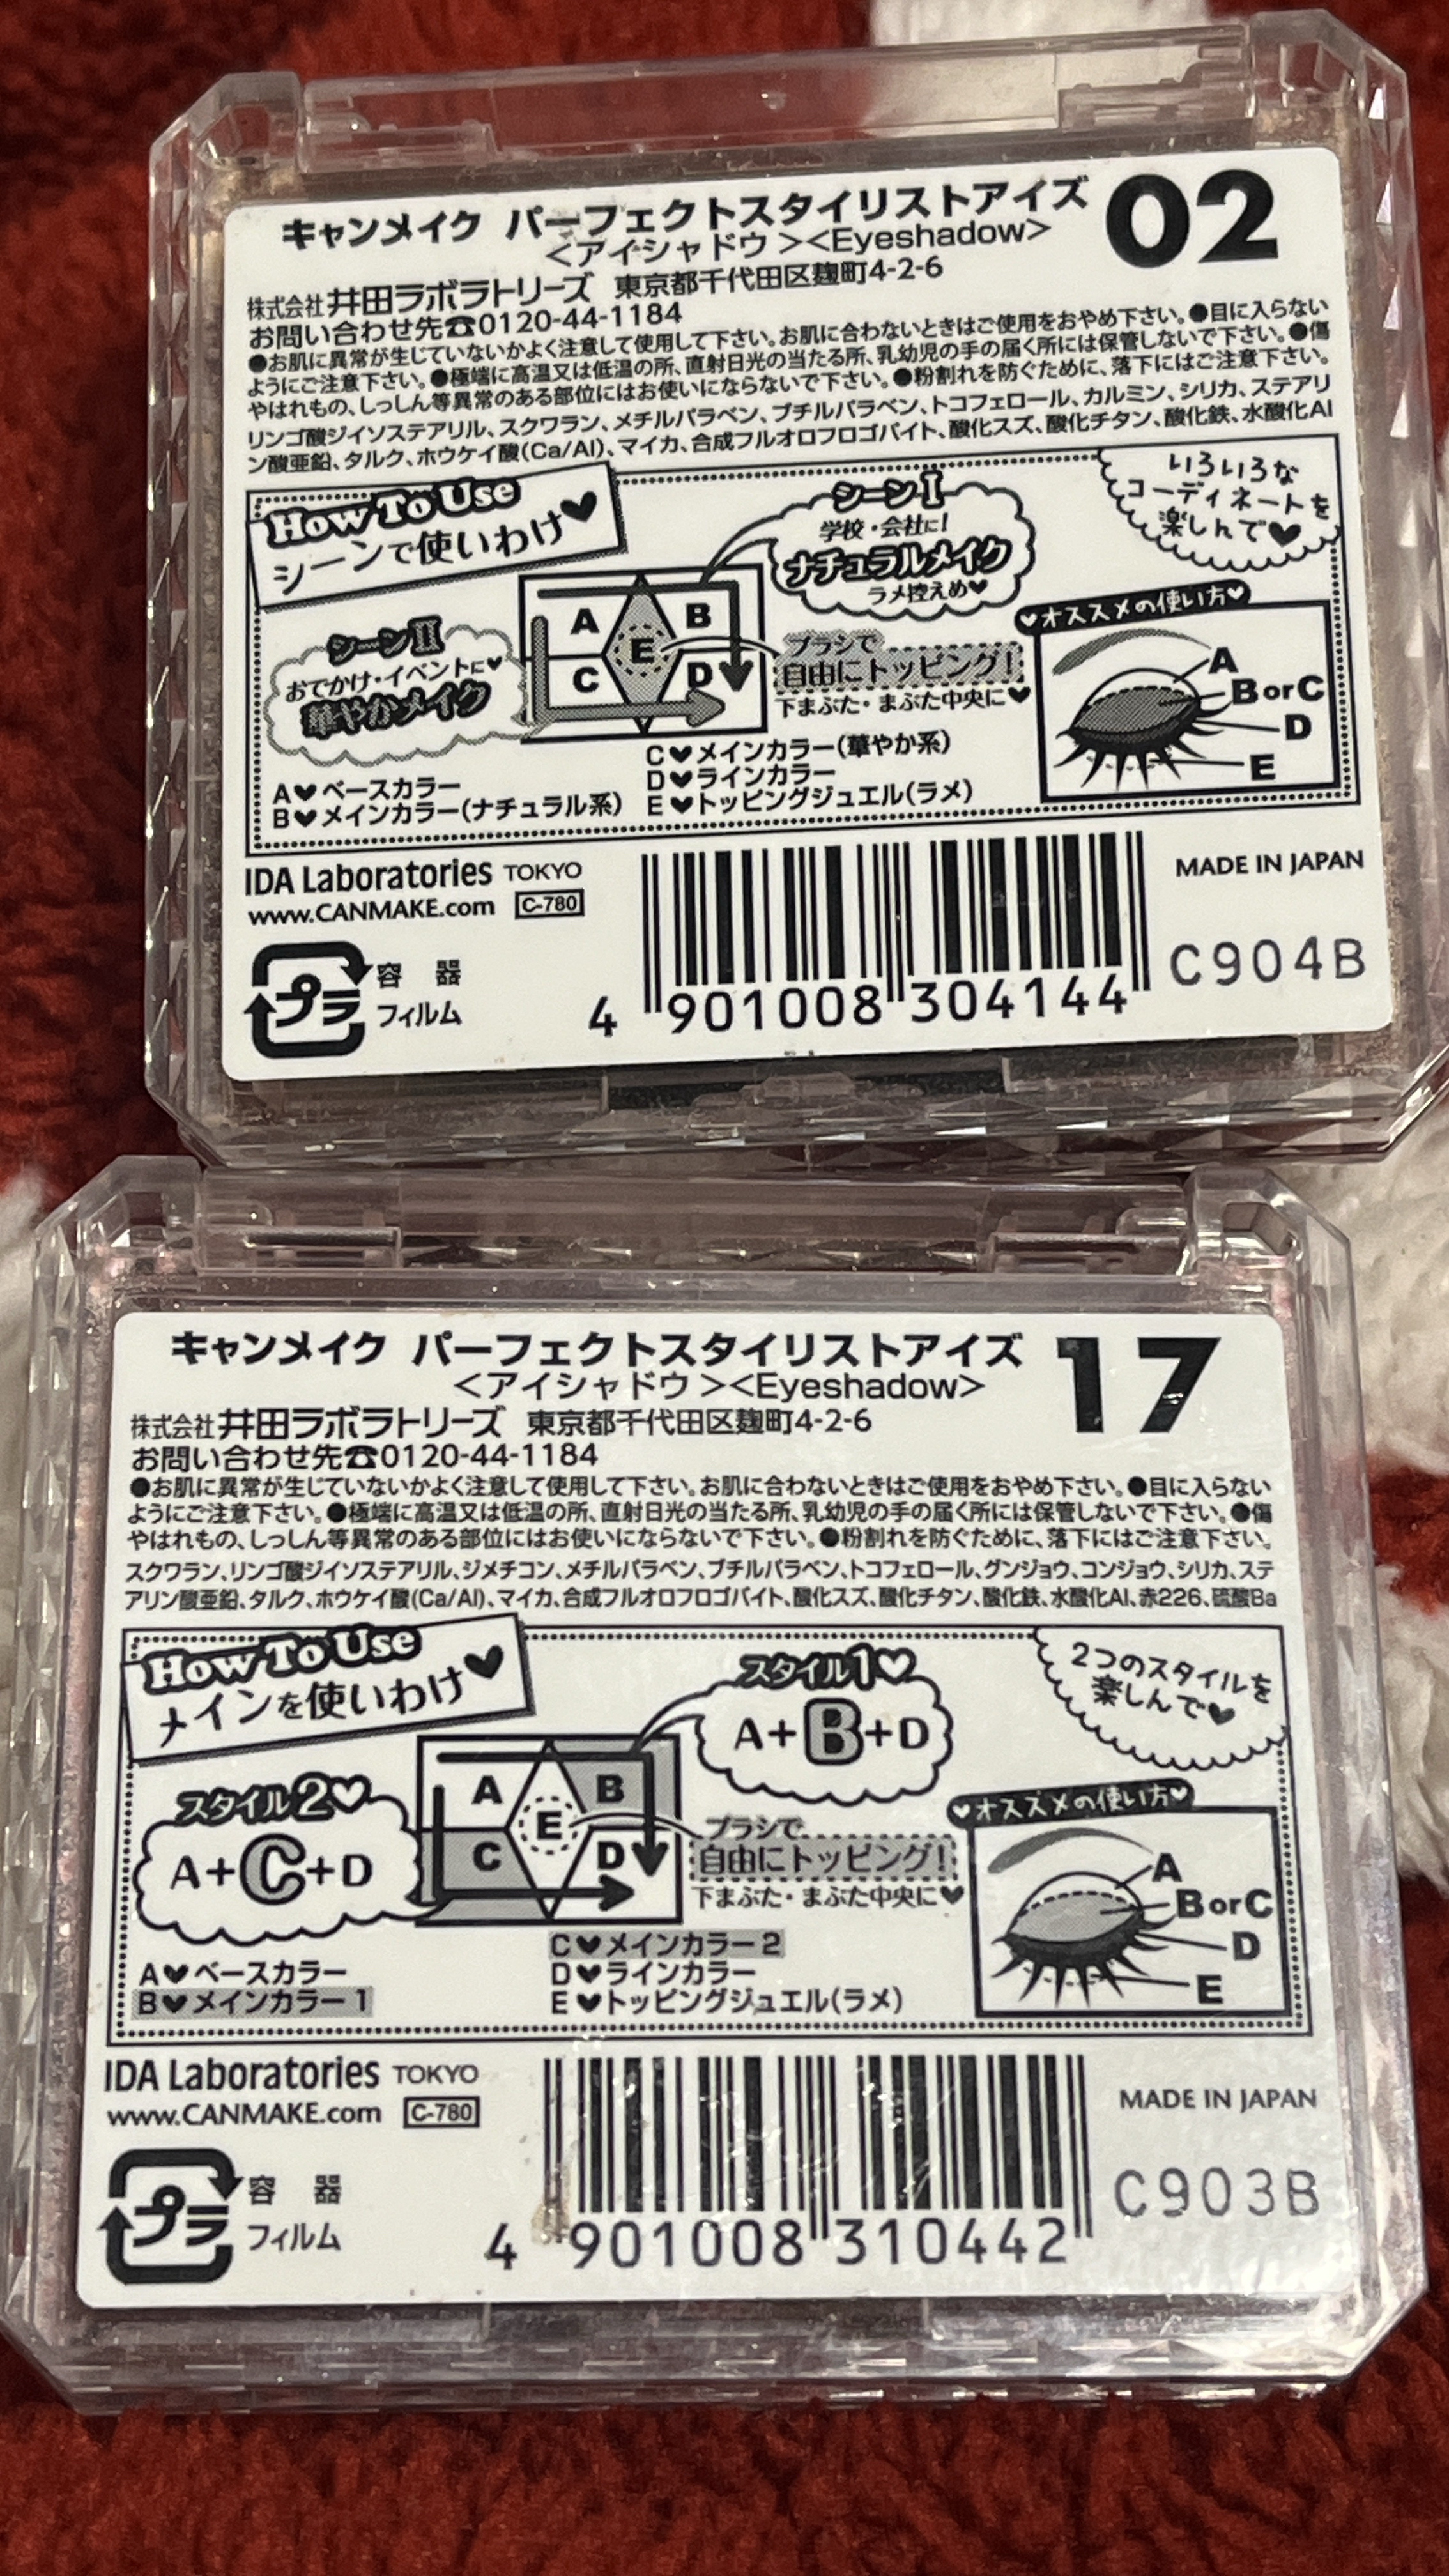 キャンメイク パーフェクトスタイリストアイズ 02
<アイシャドウ><Eyeshadow>
株式会社 井田ラボラトリーズ 東京都千代田区麹町4-2-6
お問い合わせ先☎0120-44-1184
●お肌に異常が生じていないかよく注意して使用して下さい。お肌に合わないときはご使用をおやめ下さい。●目に入らない
ようにご注意下さい。●極端に高温又は低温の所、直射日光の当たる所、乳幼児の手の届く所には保管しないで下さい。●傷
やはれもの、しっしん等異常のある部位にはお使いにならないで下さい。●粉割れを防ぐために、落下にはご注意下さい。
リンゴ酸ジイソステアリル、スクワラン、メチルパラベン、ブチルパラベン、トコフェロール、カルミン、シリカ、ステアリ
ン酸亜鉛、タルク、ホウケイ酸(Ca/Al)、マイカ、合成フルオロフロゴパイト、酸化スズ、酸化チタン、酸化鉄、水酸化Al
How To Use
シーンで使いわけ♥
シーンI
学校・会社に!
ナチュラルメイク
ラメ控えめ♥
いろいろな
コーディネートを
楽しんで♥
シーンII
おでかけ・イベントに♥
華やかメイク
A B
E
C D
ブラシで
自由にトッピング!
下まぶた・まぶた中央に♥
♥オススメの使い方♥
A
BorC
D
E
A♥ベースカラー
B♥メインカラー(ナチュラル系)
C♥メインカラー(華やか系)
D♥ラインカラー
E♥トッピングジュエル(ラメ)
IDA Laboratories TOKYO
www.CANMAKE.com C-780
プラ
容器
フィルム
4 901008 304144
MADE IN JAPAN
C904B
キャンメイク パーフェクトスタイリストアイズ 17
<アイシャドウ><Eyeshadow>
株式会社 井田ラボラトリーズ 東京都千代田区麹町4-2-6
お問い合わせ先☎0120-44-1184
●お肌に異常が生じていないかよく注意して使用して下さい。お肌に合わないときはご使用をおやめ下さい。●目に入らない
ようにご注意下さい。●極端に高温又は低温の所、直射日光の当たる所、乳幼児の手の届く所には保管しないで下さい。●傷
やはれもの、しっしん等異常のある部位にはお使いにならないで下さい。●粉割れを防ぐために、落下にはご注意下さい。
スクワラン、リンゴ酸ジイソステアリル、ジメチコン、メチルパラベン、ブチルパラベン、トコフェロール、グンジョウ、コンジョウ、シリカ、ステ
アリン酸亜鉛、タルク、ホウケイ酸(Ca/Al)、マイカ、合成フルオロフロゴパイト、酸化スズ、酸化チタン、酸化鉄、水酸化Al、赤226、硫酸Ba
How To Use
メインを使いわけ♥
スタイル1♡
A+B+D
2つのスタイルを
楽しんで♥
スタイル2♡
A+C+D
A B
E
C D
ブラシで
自由にトッピング!
下まぶた・まぶた中央に♥
♥オススメの使い方♥
A
BorC
D
E
A♥ベースカラー
B♥メインカラー1
C♥メインカラー2
D♥ラインカラー
E♥トッピングジュエル(ラメ)
IDA Laboratories TOKYO
www.CANMAKE.com C-780
プラ
容器
フィルム
4 901008 310442
MADE IN JAPAN
C903B